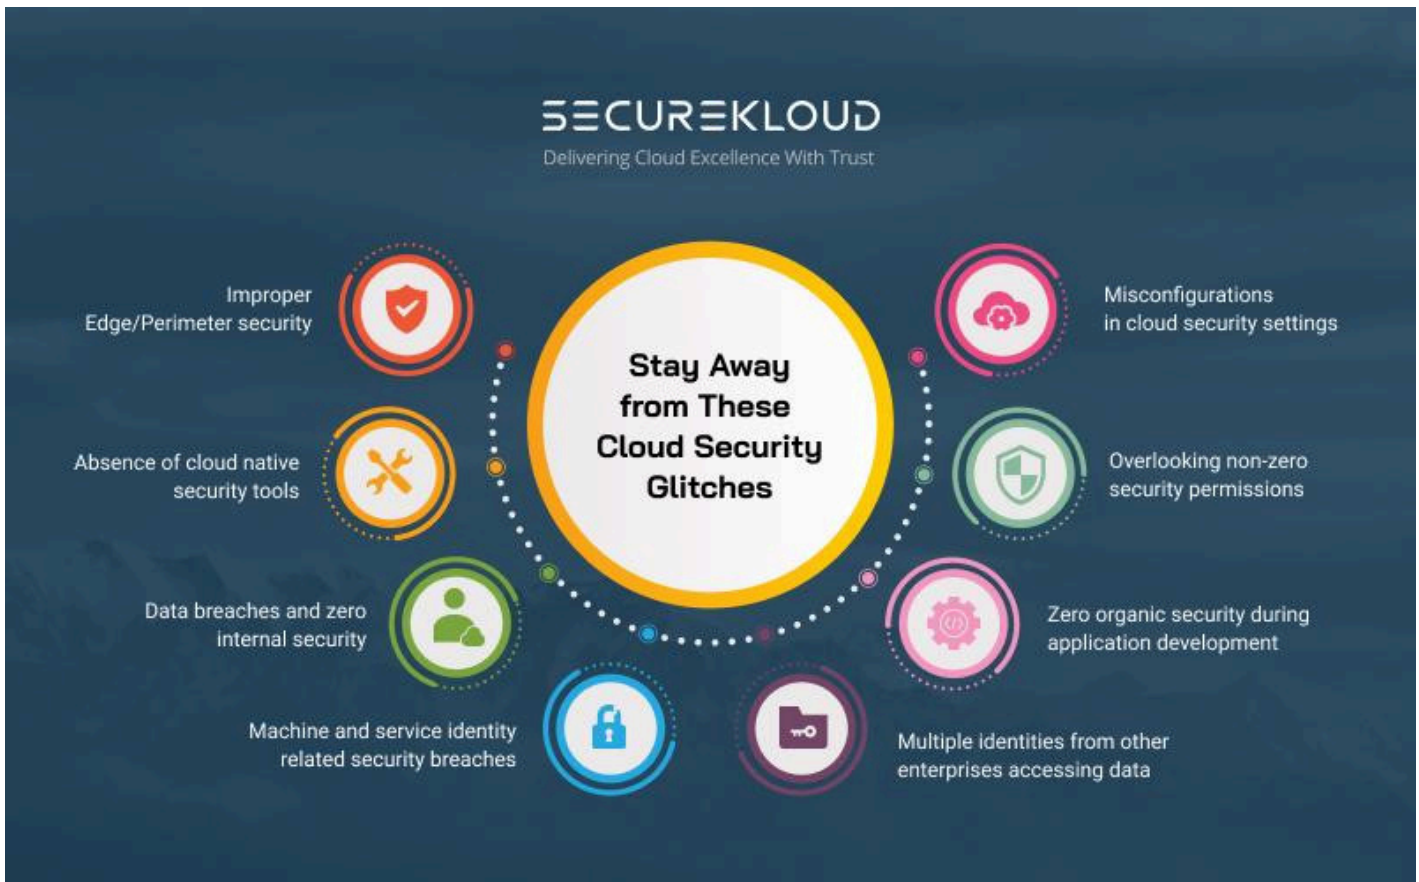 SECUREKLOUD
Delivering Cloud Excellence With Trust
Stay Away
from These
Cloud Security
Glitches
Improper
Edge/Perimeter security
Absence of cloud native
security tools
Data breaches and zero
internal security
Machine and service identity
related security breaches
Misconfigurations
in cloud security settings
Overlooking non-zero
security permissions
Zero organic security during
application development
Multiple identities from other
enterprises accessing data